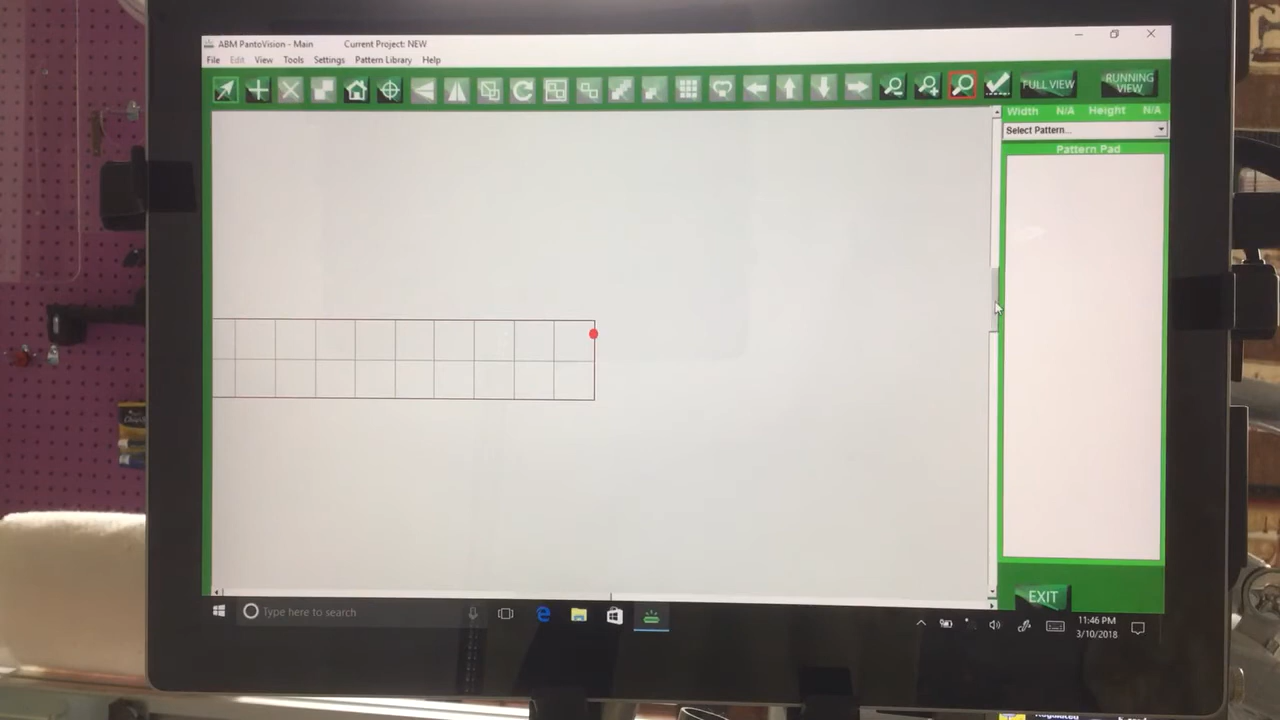 ABM PantoVision - Main Current Project: NEW
File Edit View Tools Settings Pattern Library Help
FULL VIEW
RUNNING VIEW
Width N/A Height N/A
Select Pattern...
Pattern Pad
EXIT
Type here to search
11:46 PM
3/10/2018